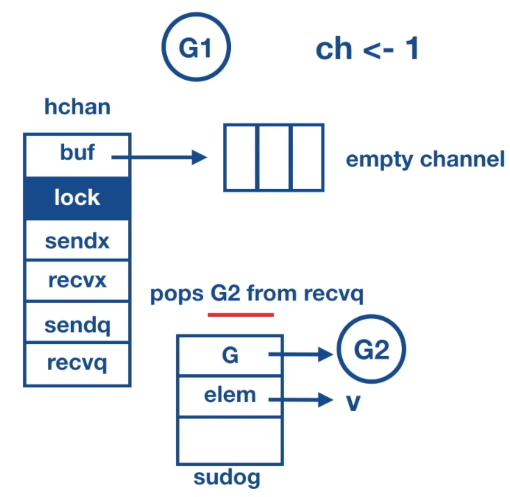 G1
ch <- 1
hchan
buf
empty channel
lock
sendx
recvx
sendq
recvq
pops G2 from recvq
G
G2
elem
v
sudog